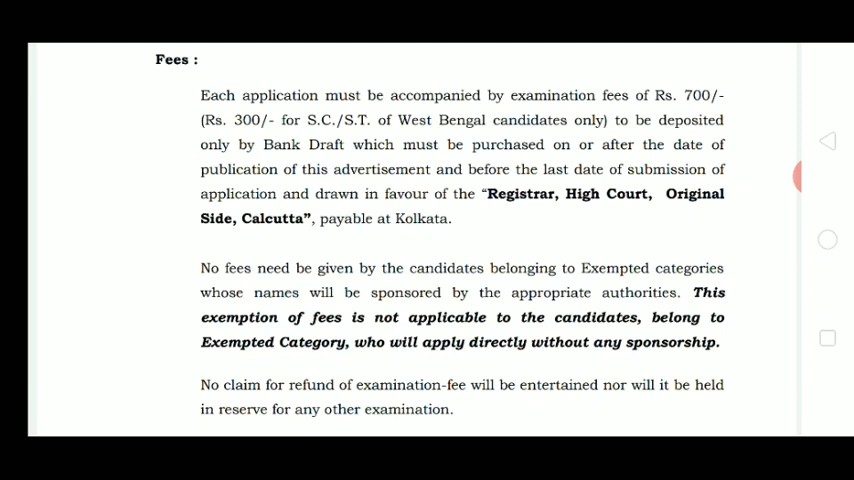 Fees :
Each application must be accompanied by examination fees of Rs. 700/-
(Rs. 300/- for S.C./S.T. of West Bengal candidates only) to be deposited
only by Bank Draft which must be purchased on or after the date of
publication of this advertisement and before the last date of submission of
application and drawn in favour of the “Registrar, High Court, Original
Side, Calcutta”, payable at Kolkata.
No fees need be given by the candidates belonging to Exempted categories
whose names will be sponsored by the appropriate authorities. This
exemption of fees is not applicable to the candidates, belong to
Exempted Category, who will apply directly without any sponsorship.
No claim for refund of examination-fee will be entertained nor will it be held
in reserve for any other examination.